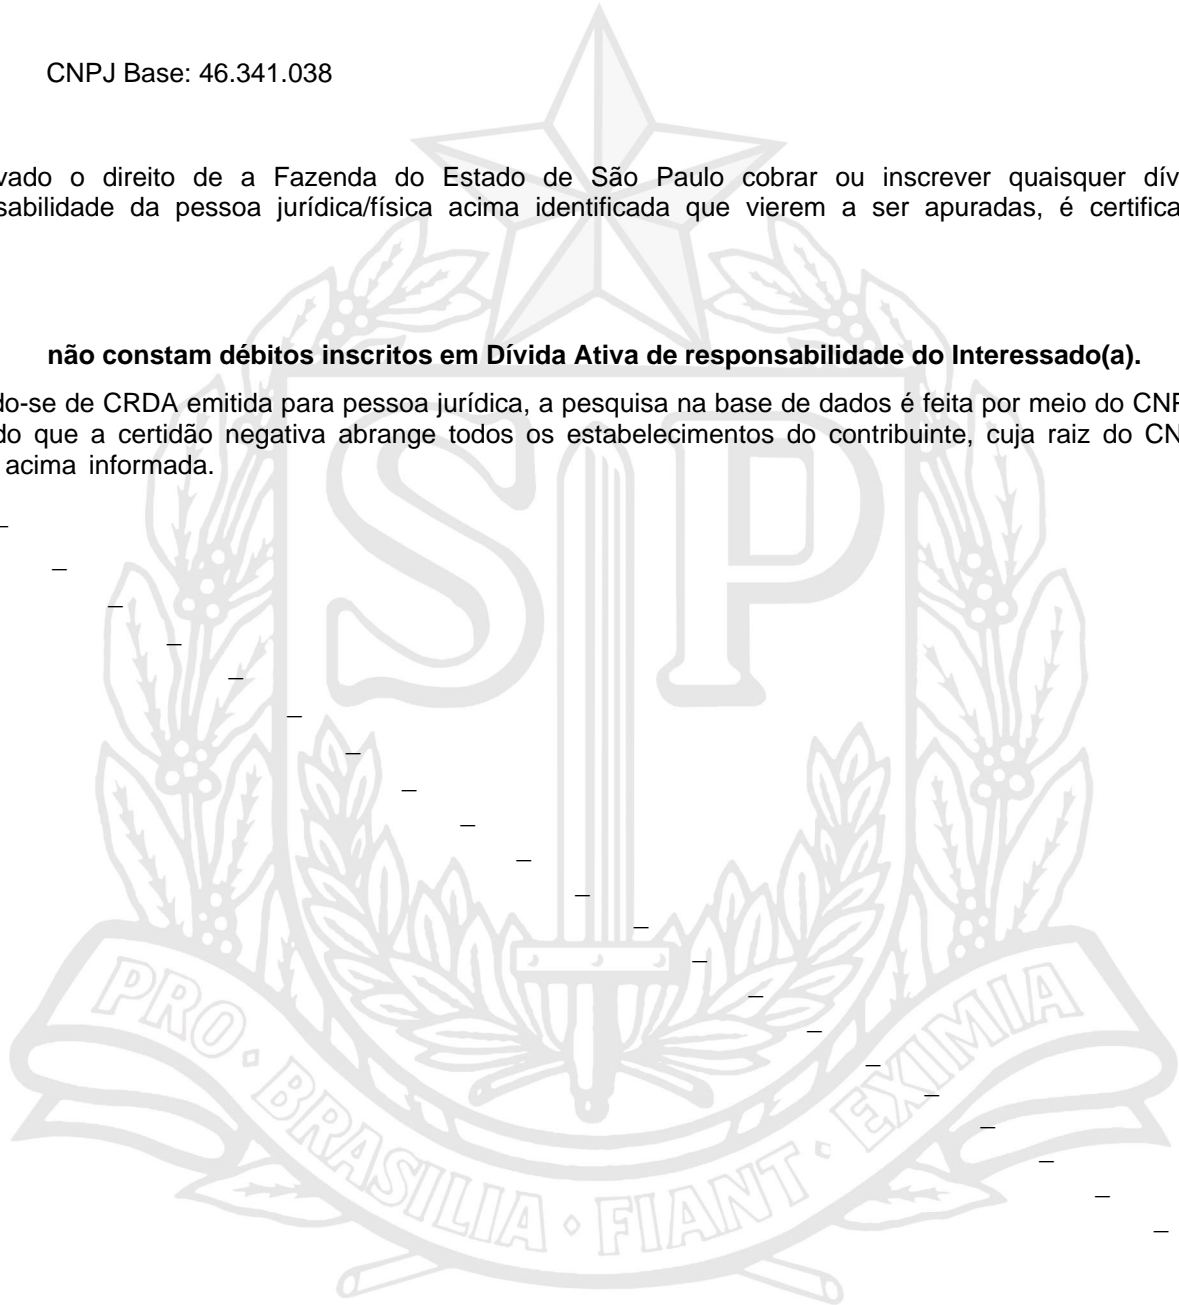 CNPJ Base: 46.341.038
vado o direito de a Fazenda do Estado de São Paulo cobrar ou inscrever quaisquer dív
sabilidade da pessoa jurídica/física acima identificada que vierem a ser apuradas, é certifica
não constam débitos inscritos em Dívida Ativa de responsabilidade do Interessado(a).
do-se de CRDA emitida para pessoa jurídica, a pesquisa na base de dados é feita por meio do CNP
do que a certidão negativa abrange todos os estabelecimentos do contribuinte, cuja raiz do CN
acima informada.
SP
PRO • BRASILIA • FIANT • EXIMIA